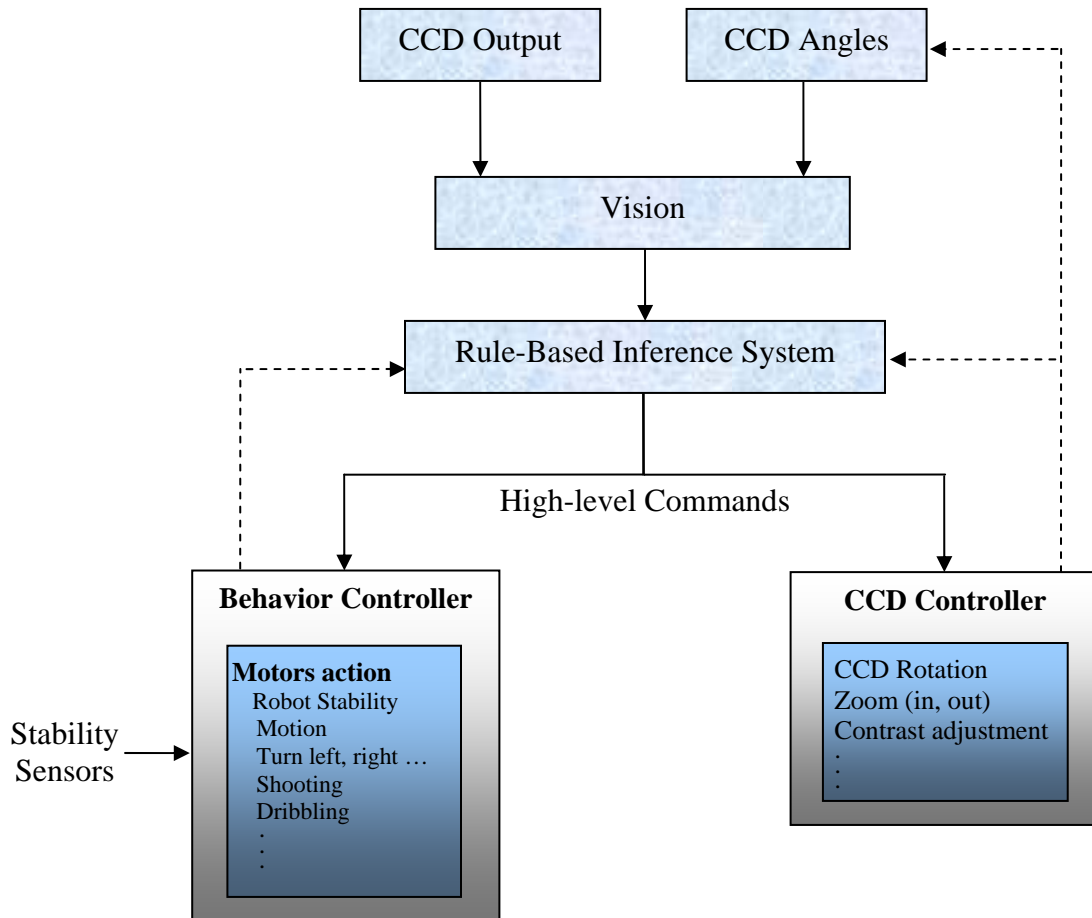 CCD Output
CCD Angles
Vision
Rule-Based Inference System
High-level Commands
Behavior Controller
Motors action
Robot Stability
Motion
Turn left, right …
Shooting
Dribbling
.
.
.
Stability
Sensors
CCD Controller
CCD Rotation
Zoom (in, out)
Contrast adjustment
.
.
.